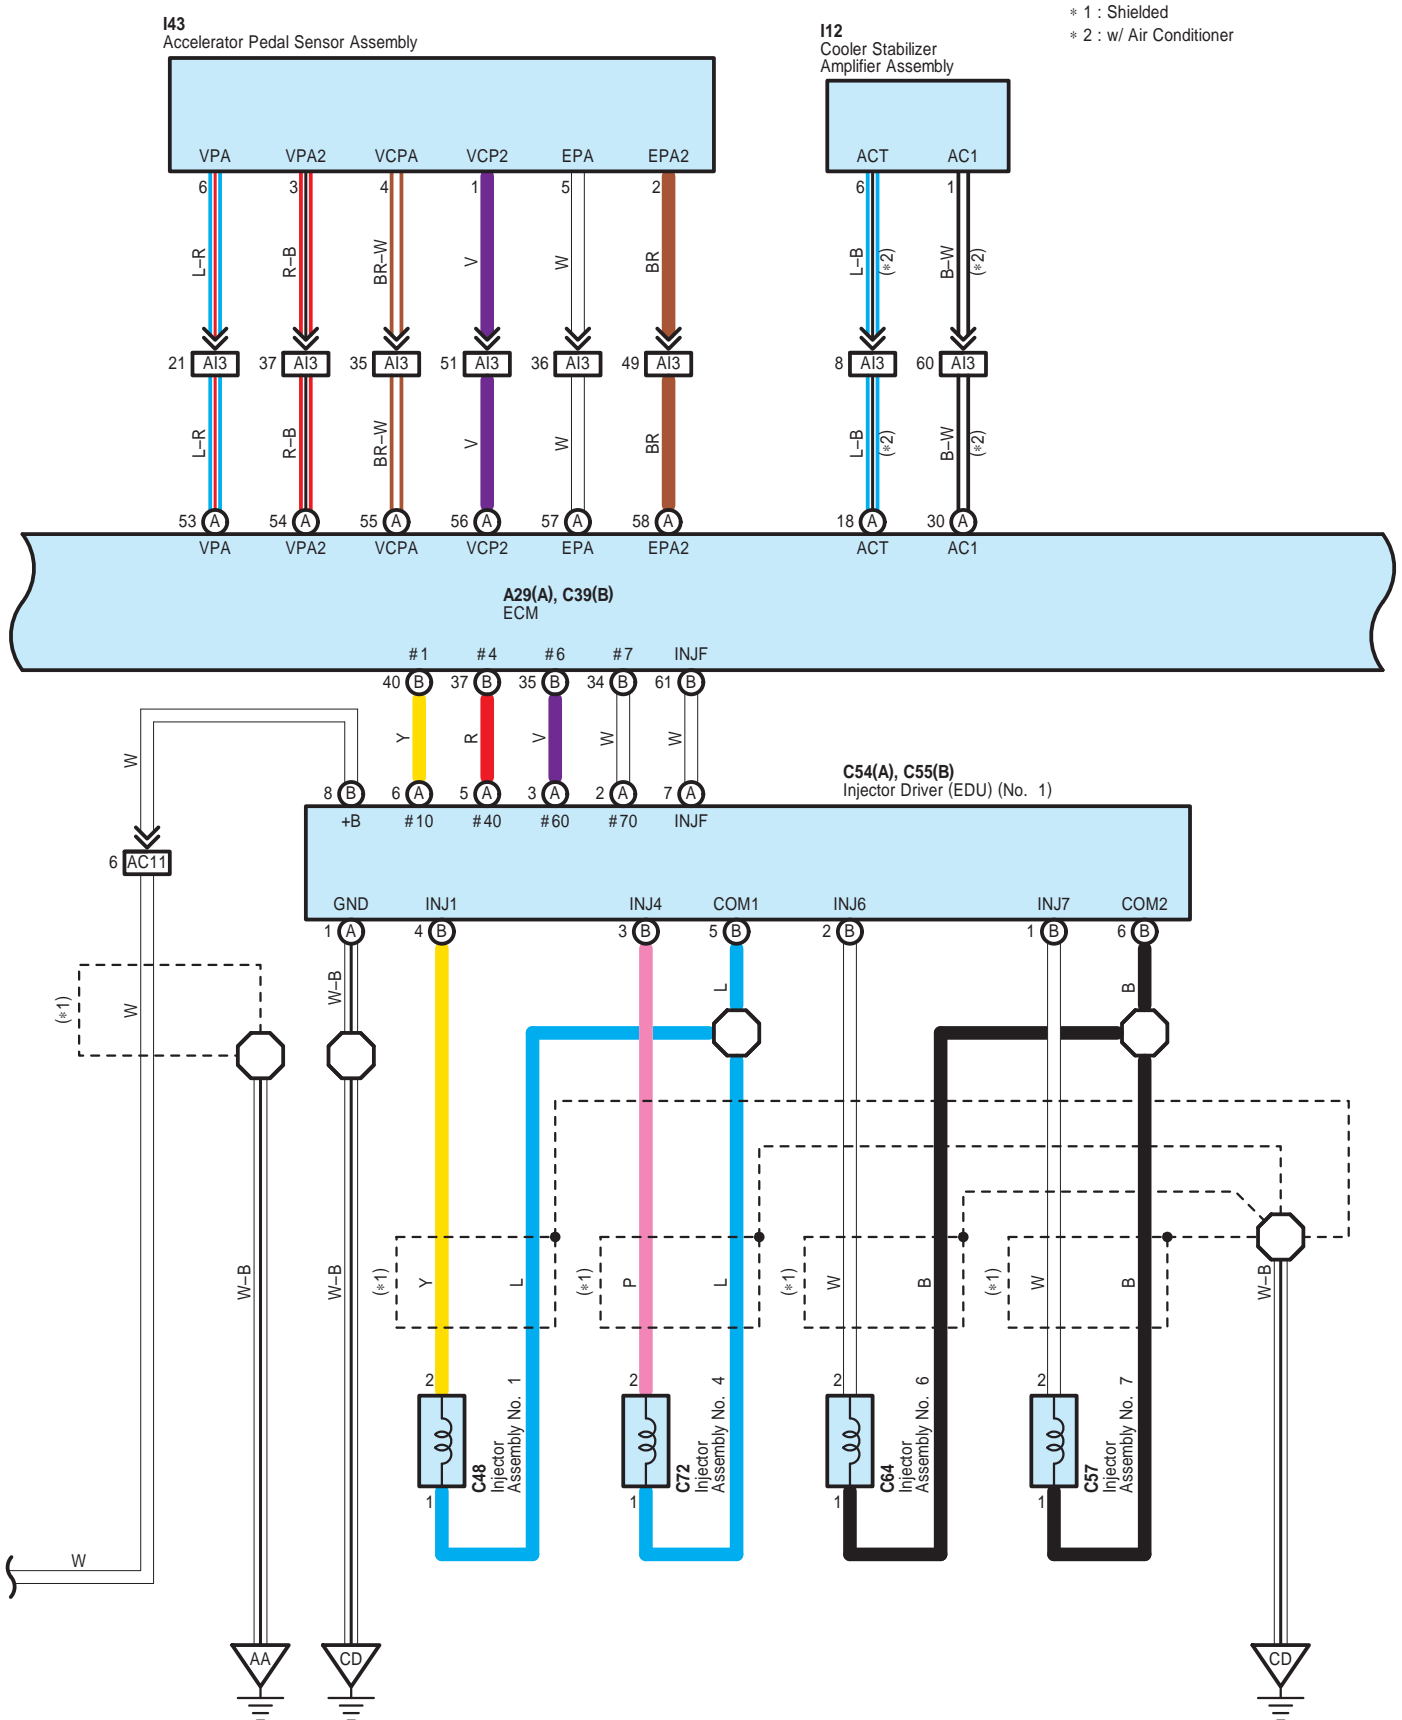 * 1 : Shielded
* 2 : w/ Air Conditioner
I43
Accelerator Pedal Sensor Assembly
I12
Cooler Stabilizer
Amplifier Assembly
VPA VPA2 VCPA VCP2 EPA EPA2 ACT AC1
6 3 4 1 5 2 6 1
L–R R–B BR–W V W BR L–B (*2) B–W (*2)
21 AI3 37 AI3 35 AI3 51 AI3 36 AI3 49 AI3 8 AI3 60 AI3
L–R R–B BR–W V W BR L–B (*2) B–W (*2)
53 A 54 A 55 A 56 A 57 A 58 A 18 A 30 A
VPA VPA2 VCPA VCP2 EPA EPA2 ACT AC1
A29(A), C39(B)
ECM
#1 #4 #6 #7 INJF
40 B 37 B 35 B 34 B 61 B
W Y R V W W
C54(A), C55(B)
Injector Driver (EDU) (No. 1)
8 B 6 A 5 A 3 A 2 A 7 A
+B #10 #40 #60 #70 INJF
6 AC11
GND INJ1 INJ4 COM1 INJ6 INJ7 COM2
1 A 4 B 3 B 5 B 2 B 1 B 6 B
(*1) W W–B L B
W–B W–B (*1) Y L (*1) P L (*1) W B (*1) W B W–B
2 2 2 2
C48
Injector
Assembly No. 1
C72
Injector
Assembly No. 4
C64
Injector
Assembly No. 6
C57
Injector
Assembly No. 7
1 1 1 1
W
AA CD CD